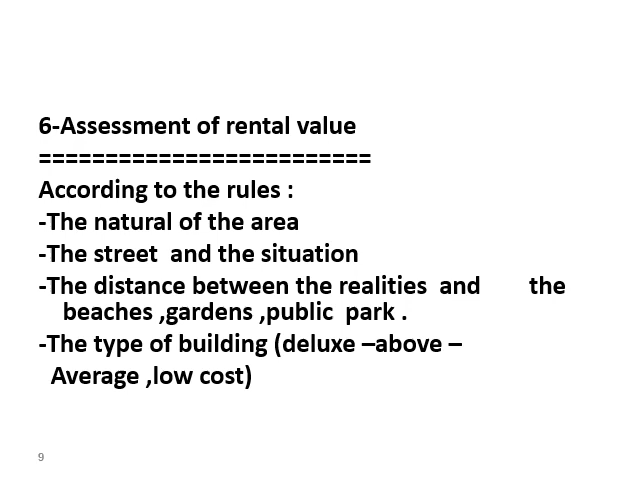 6-Assessment of rental value
=========================
According to the rules :
-The natural of the area
-The street  and the situation
-The distance between the realities  and        the
beaches ,gardens ,public  park .
-The type of building (deluxe –above –
Average ,low cost)
9